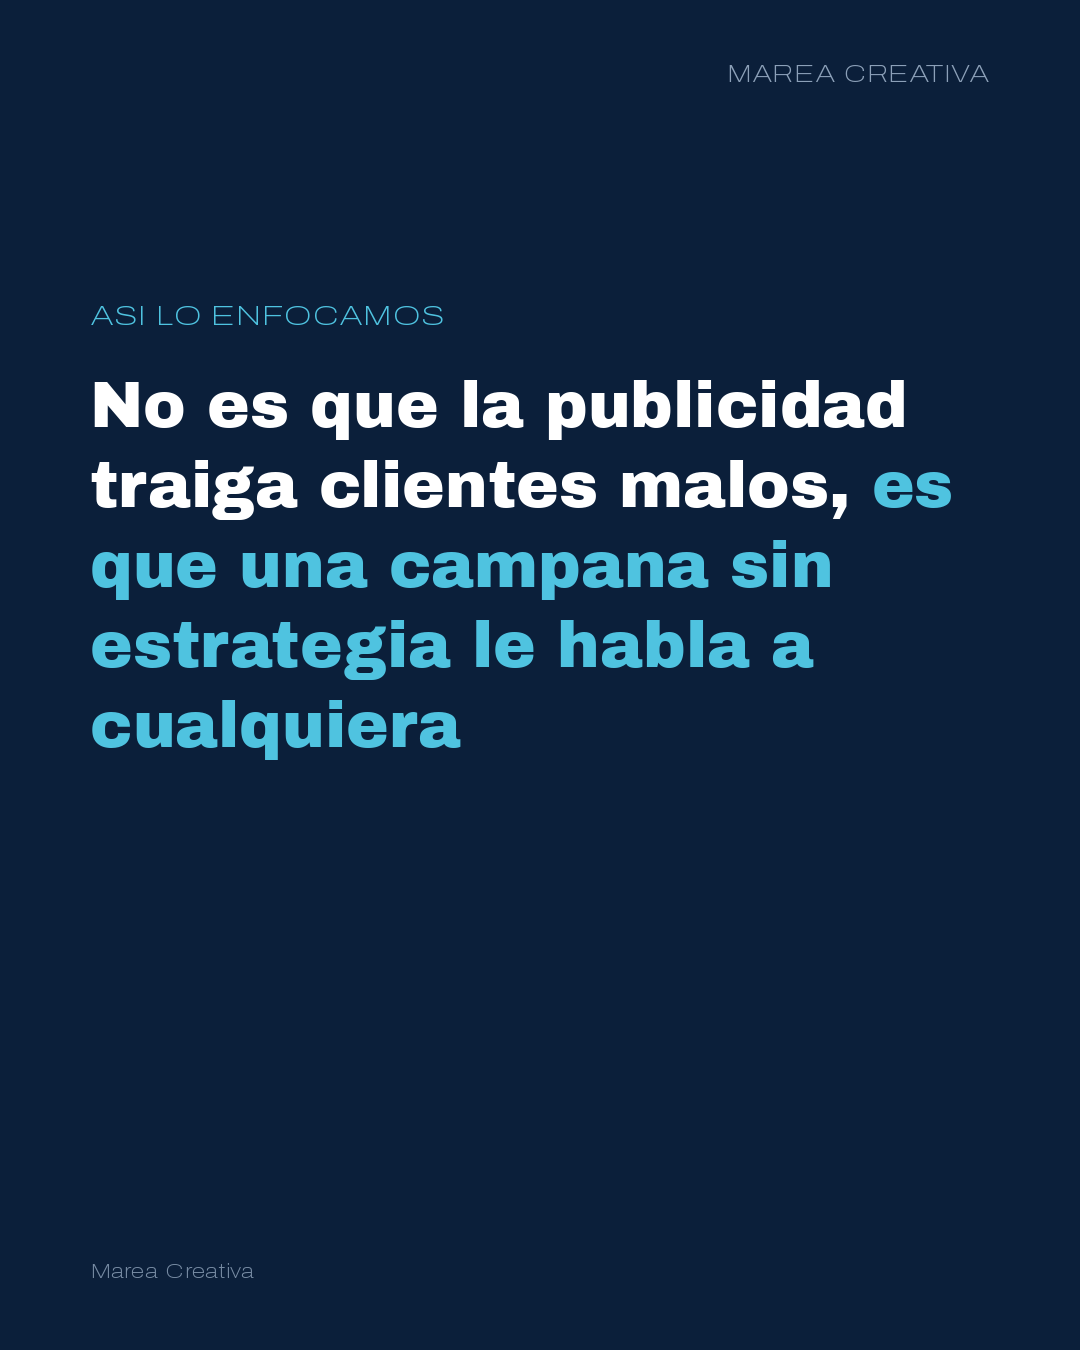 MAREA CREATIVA
ASI LO ENFOCAMOS
No es que la publicidad
traiga clientes malos, es
que una campana sin
estrategia le habla a
cualquiera
Marea Creativa